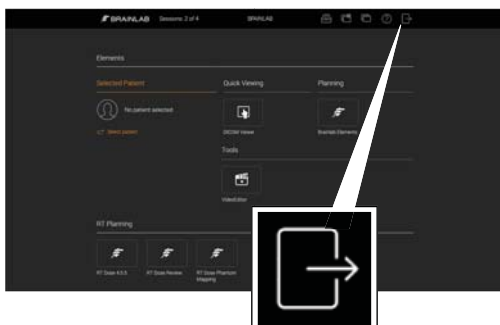 BRAINLAB Sessions: 2 of 4 BRAINLAB
Elements
Selected Patient Quick Viewing Planning
No patient selected
Select patient DICOM Viewer Brainlab Elements
Tools
VideoEditor
RT Planning
RT Dose 4.0.5 RT Dose Review RT Dose Phantom
Mapping